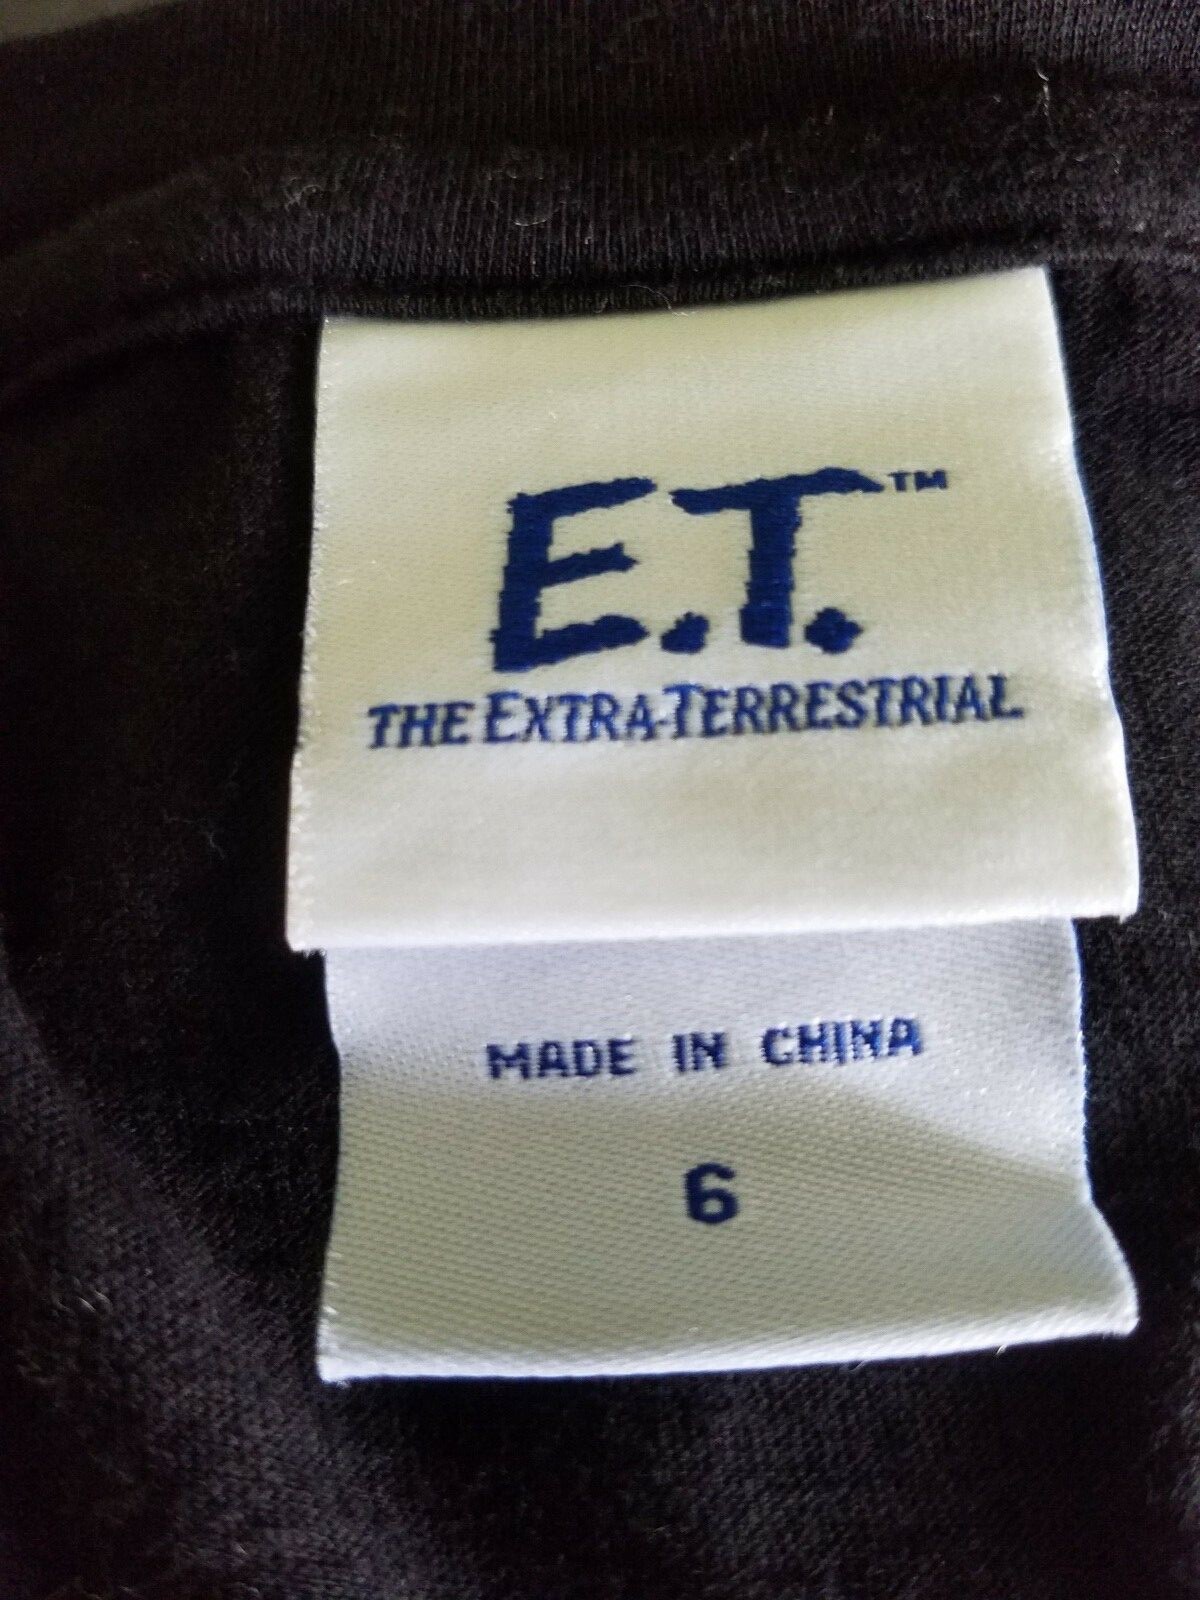 E.T.™
THE EXTRA-TERRESTRIAL
MADE IN CHINA
6